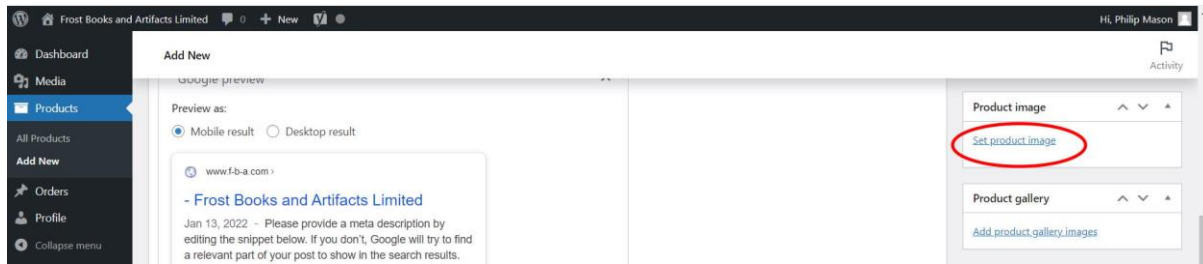 Frost Books and Artifacts Limited 0 + New Hi, Philip Mason
Dashboard
Media
Products
All Products
Add New
Orders
Profile
Collapse menu
Add New
Activity
Google preview
Preview as:
Mobile result Desktop result
www.f-b-a.com ›
- Frost Books and Artifacts Limited
Jan 13, 2022 - Please provide a meta description by
editing the snippet below. If you don't, Google will try to find
a relevant part of your post to show in the search results.
Product image
Set product image
Product gallery
Add product gallery images